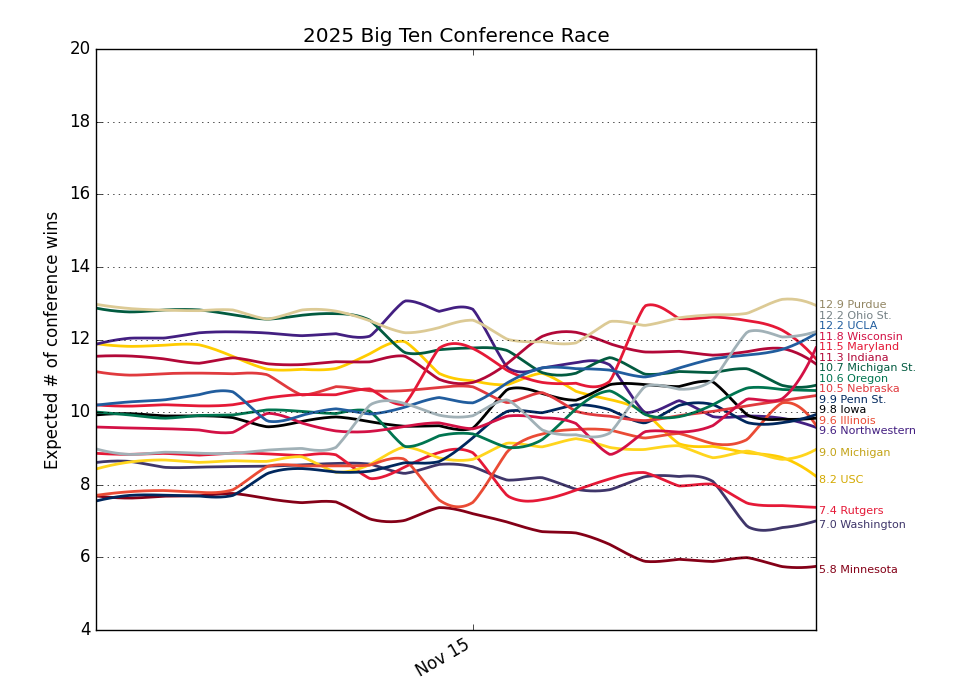 2025 Big Ten Conference Race
Expected # of conference wins
20
18
16
14
12
10
8
6
4
Nov 15
12.9 Purdue
12.2 Ohio St.
12.2 UCLA
11.8 Wisconsin
11.5 Maryland
11.3 Indiana
10.7 Michigan St.
10.6 Oregon
10.5 Nebraska
9.9 Penn St.
9.8 Iowa
9.6 Illinois
9.6 Northwestern
9.0 Michigan
8.2 USC
7.4 Rutgers
7.0 Washington
5.8 Minnesota